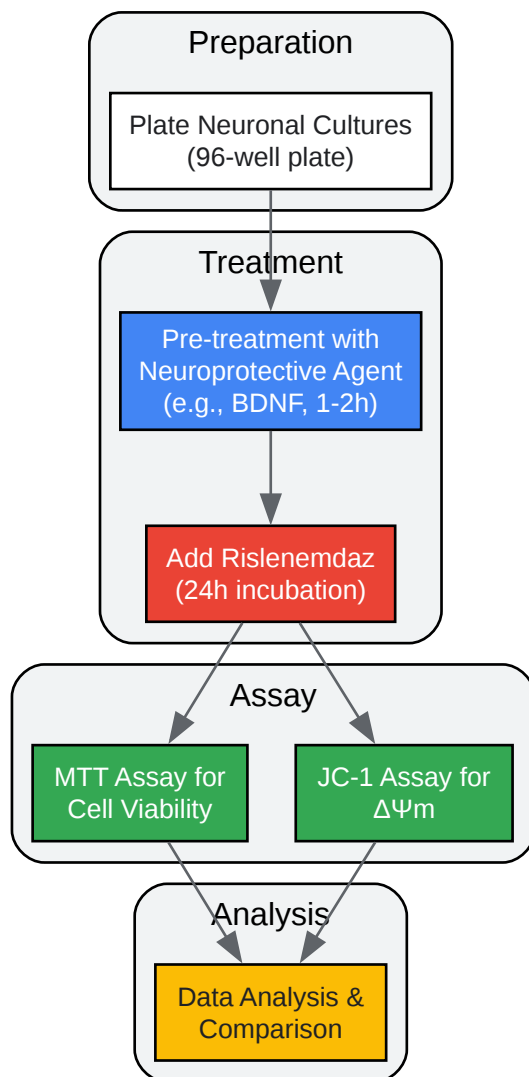 Preparation
Plate Neuronal Cultures
(96-well plate)
Treatment
Pre-treatment with
Neuroprotective Agent
(e.g., BDNF, 1-2h)
Add Rislenemdaz
(24h incubation)
Assay
MTT Assay for
Cell Viability
JC-1 Assay for
ΔΨm
Analysis
Data Analysis &
Comparison